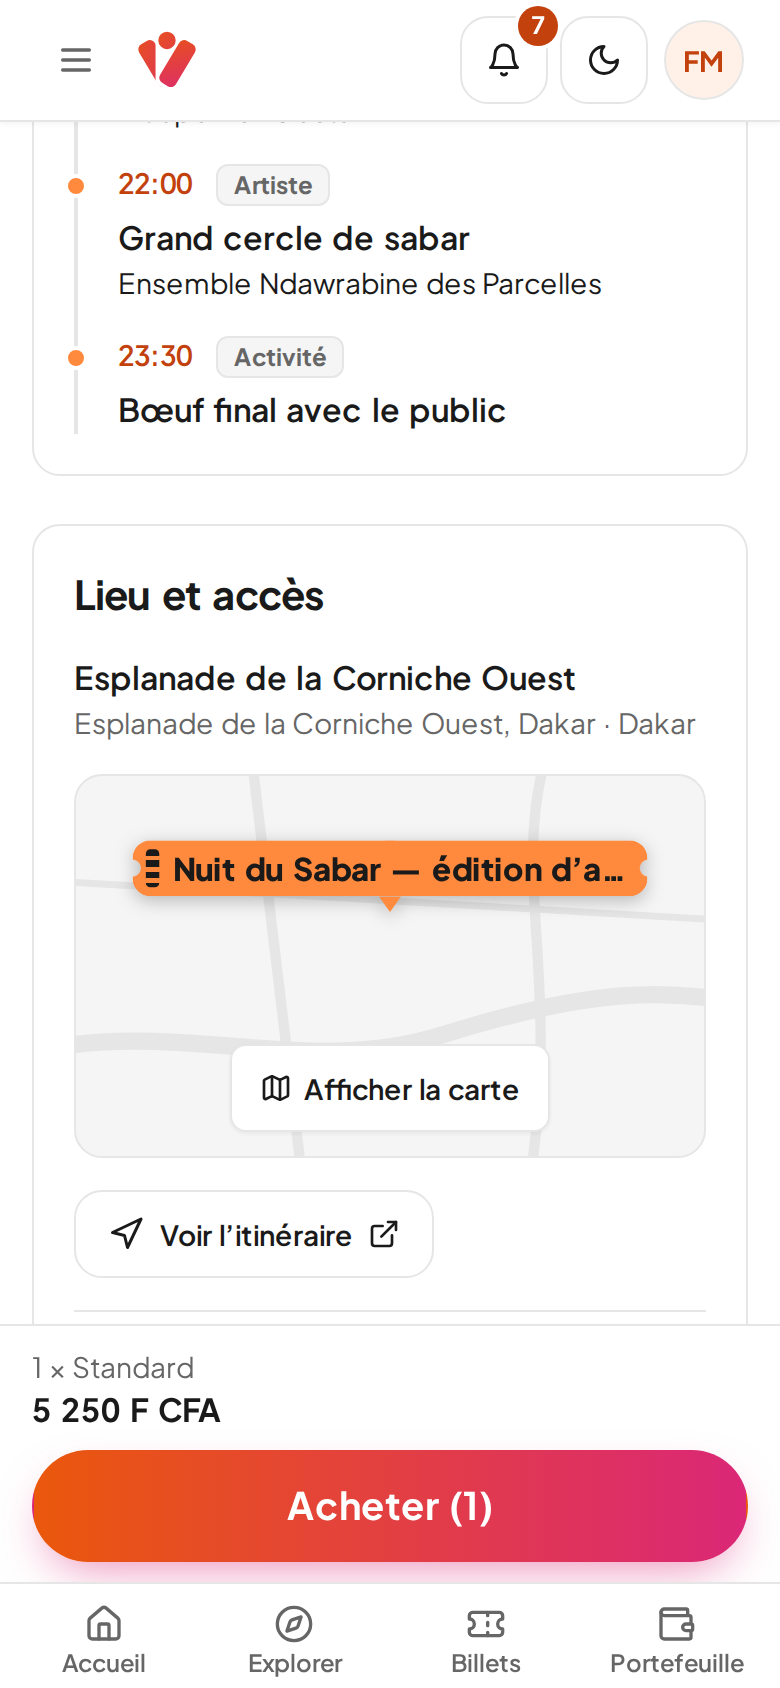 7
FM
22:00 Artiste
Grand cercle de sabar
Ensemble Ndawrabine des Parcelles
23:30 Activité
Bœuf final avec le public
Lieu et accès
Esplanade de la Corniche Ouest
Esplanade de la Corniche Ouest, Dakar · Dakar
Nuit du Sabar — édition d’a…
Afficher la carte
Voir l’itinéraire
1 × Standard
5 250 F CFA
Acheter (1)
Accueil Explorer Billets Portefeuille